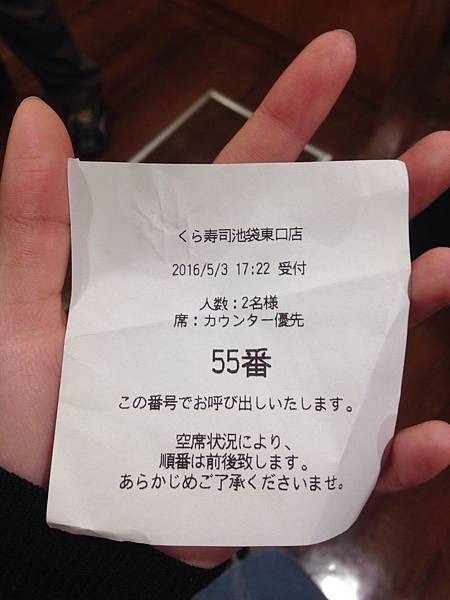 くら寿司池袋東口店
2016/5/3 17:22 受付
人数：2名様
席：カウンター優先
55番
この番号でお呼び出しいたします。
空席状況により、
順番は前後致します。
あらかじめご了承くださいませ。